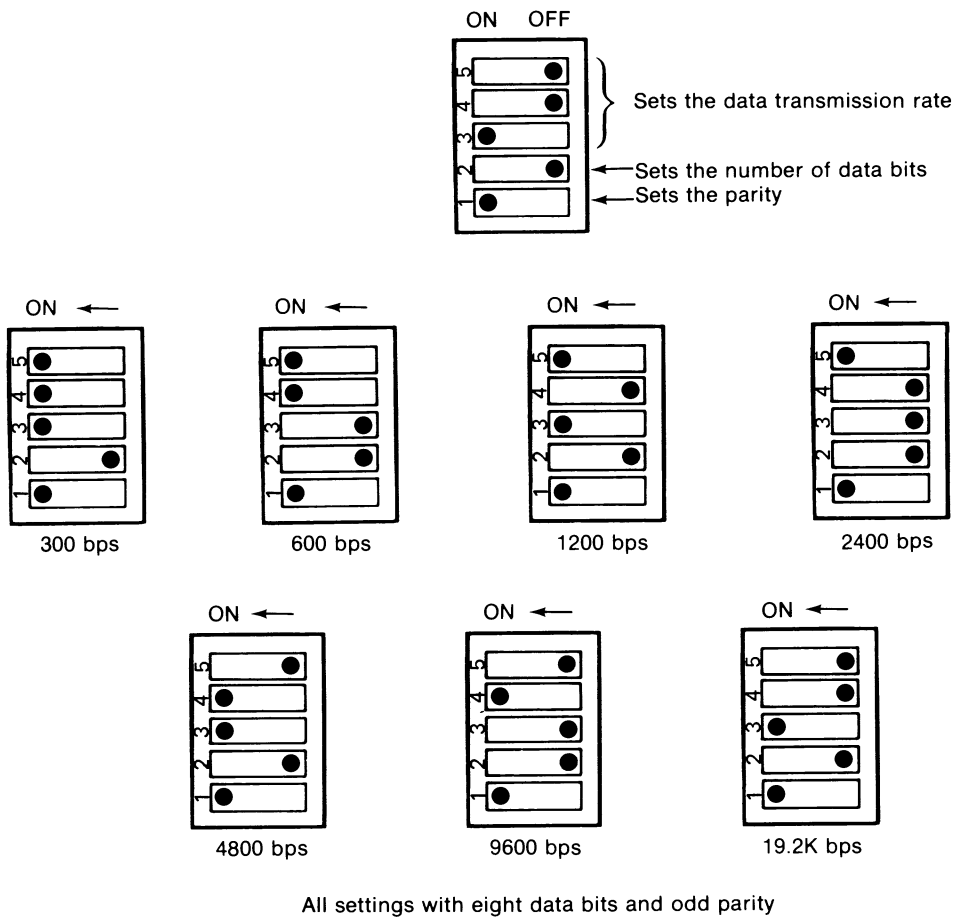 ON OFF
5
4
3
2
1
Sets the data transmission rate
Sets the number of data bits
Sets the parity
ON
5
4
3
2
1
300 bps
ON
5
4
3
2
1
600 bps
ON
5
4
3
2
1
1200 bps
ON
5
4
3
2
1
2400 bps
ON
5
4
3
2
1
4800 bps
ON
5
4
3
2
1
9600 bps
ON
5
4
3
2
1
19.2K bps
All settings with eight data bits and odd parity